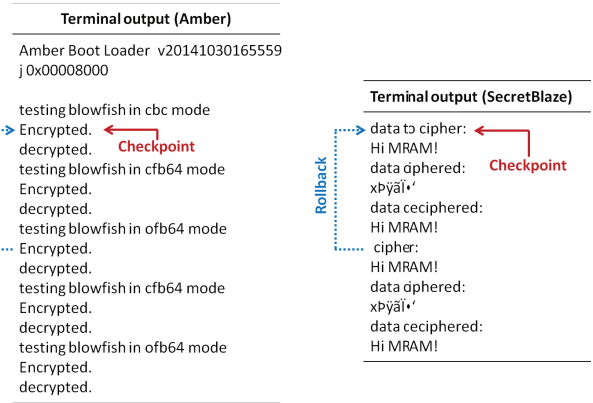 Terminal output (Amber)
Amber Boot Loader v20141030165559
j 0x00008000
testing blowfish in cbc mode
Encrypted.
Checkpoint
decrypted.
testing blowfish in cfb64 mode
Encrypted.
decrypted.
testing blowfish in ofb64 mode
Encrypted.
decrypted.
testing blowfish in cfb64 mode
Encrypted.
decrypted.
testing blowfish in ofb64 mode
Encrypted.
decrypted.
Rollback
Terminal output (SecretBlaze)
data to cipher:
Checkpoint
Hi MRAM!
data ciphered:
xÞÿãÏ•‘
data ceciphered:
Hi MRAM!
cipher:
Hi MRAM!
data ciphered:
xÞÿãÏ•‘
data ceciphered:
Hi MRAM!